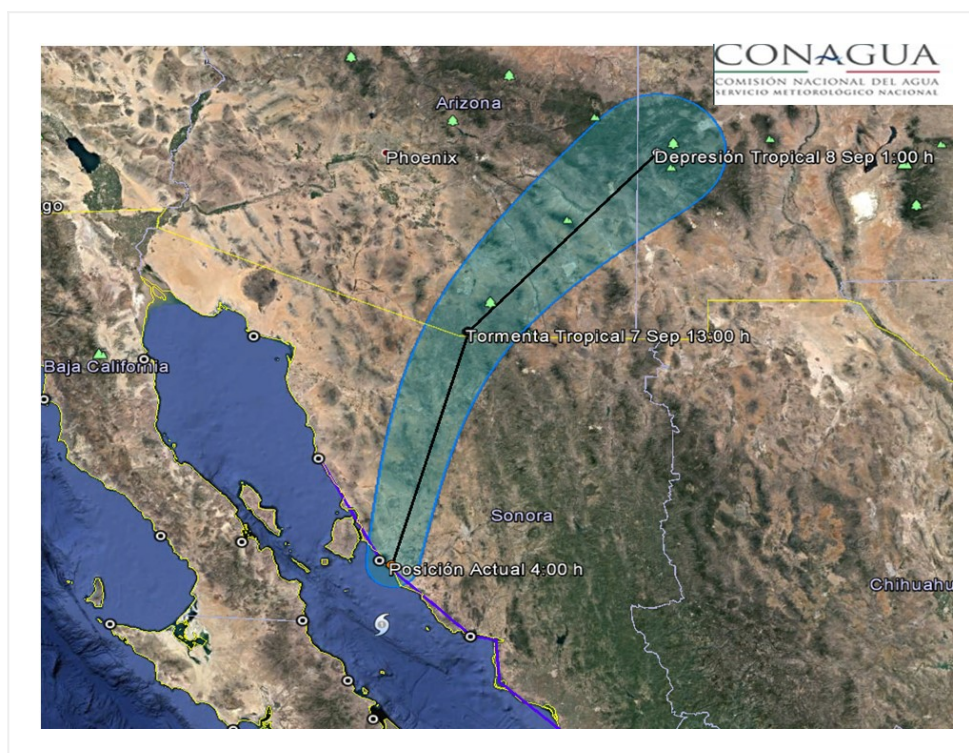 CONAGUA
COMISIÓN NACIONAL DEL AGUA
SERVICIO METEOROLÓGICO NACIONAL
Arizona
Phoenix
Depresión Tropical 8 Sep 1:00 h
go
Tormenta Tropical 7 Sep 13:00 h
Baja California
Sonora
Posición Actual 4:00 h
Chihuahu